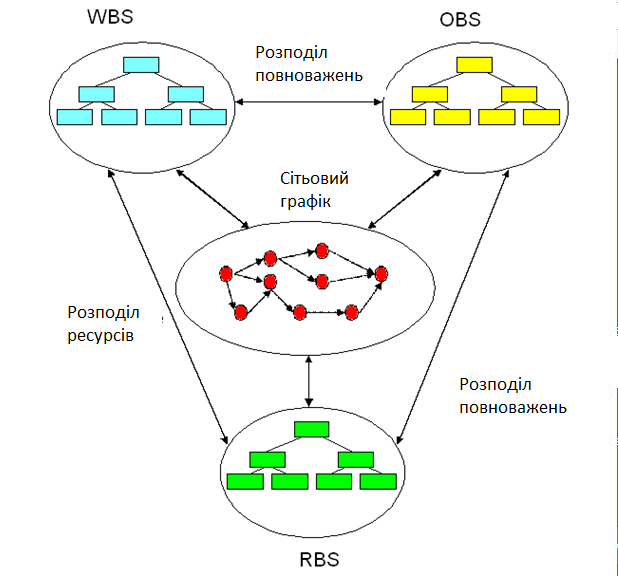 WBS
OBS
Розподіл
повноважень
Сітьовий
графік
Розподіл
ресурсів
Розподіл
повноважень
RBS